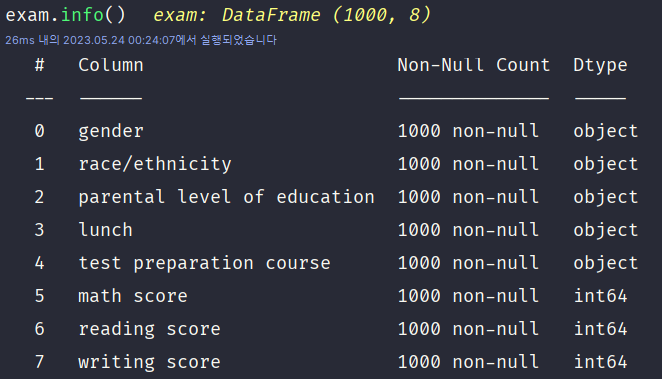 exam.info() exam: DataFrame (1000, 8)
26ms 내의 2023.05.24 00:24:07에서 실행되었습니다
# Column Non-Null Count Dtype
--- ------ -------------- -----
0 gender 1000 non-null object
1 race/ethnicity 1000 non-null object
2 parental level of education 1000 non-null object
3 lunch 1000 non-null object
4 test preparation course 1000 non-null object
5 math score 1000 non-null int64
6 reading score 1000 non-null int64
7 writing score 1000 non-null int64